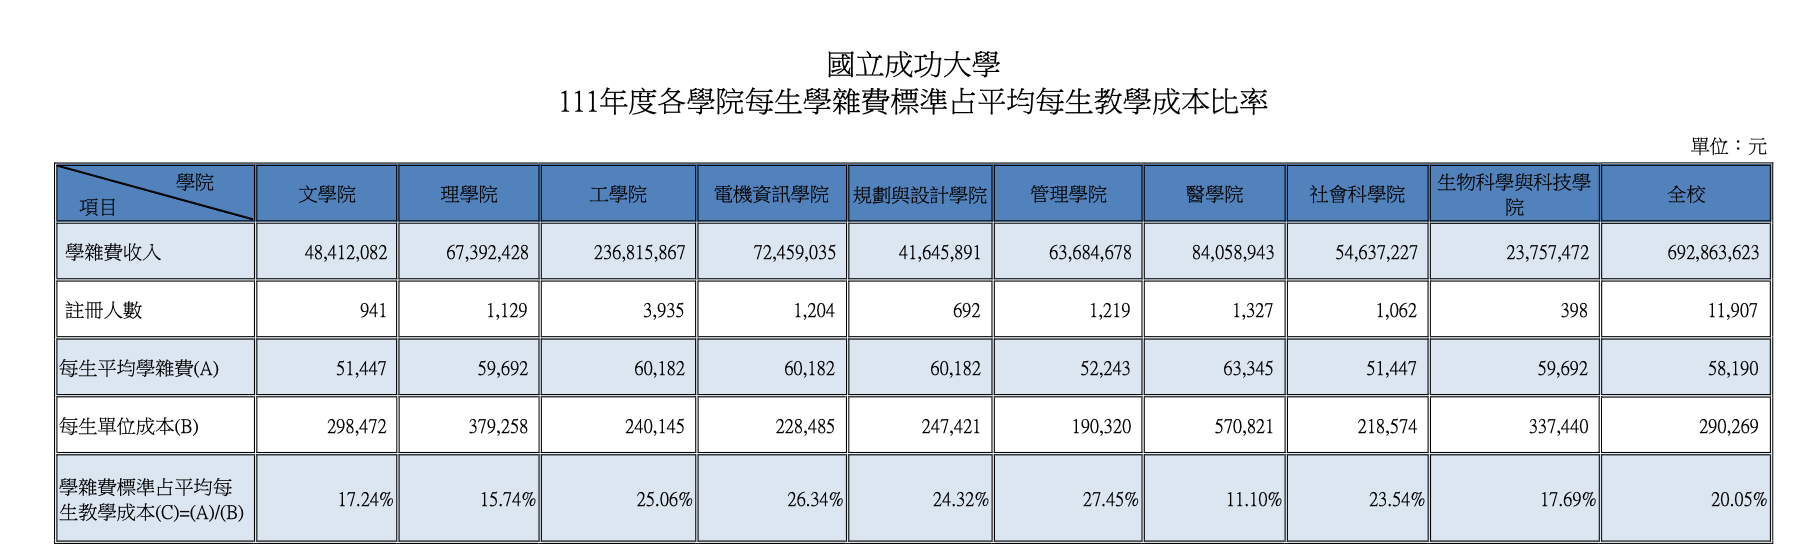 國立成功大學
111年度各學院每生學雜費標準占平均每生教學成本比率
單位：元
學院
項目
文學院 理學院 工學院 電機資訊學院 規劃與設計學院 管理學院 醫學院 社會科學院 生物科學與科技學院 全校
學雜費收入 48,412,082 67,392,428 236,815,867 72,459,035 41,645,891 63,684,678 84,058,943 54,637,227 23,757,472 692,863,623
註冊人數 941 1,129 3,935 1,204 692 1,219 1,327 1,062 398 11,907
每生平均學雜費(A) 51,447 59,692 60,182 60,182 60,182 52,243 63,345 51,447 59,692 58,190
每生單位成本(B) 298,472 379,258 240,145 228,485 247,421 190,320 570,821 218,574 337,440 290,269
學雜費標準占平均每
生教學成本(C)=(A)/(B) 17.24% 15.74% 25.06% 26.34% 24.32% 27.45% 11.10% 23.54% 17.69% 20.05%